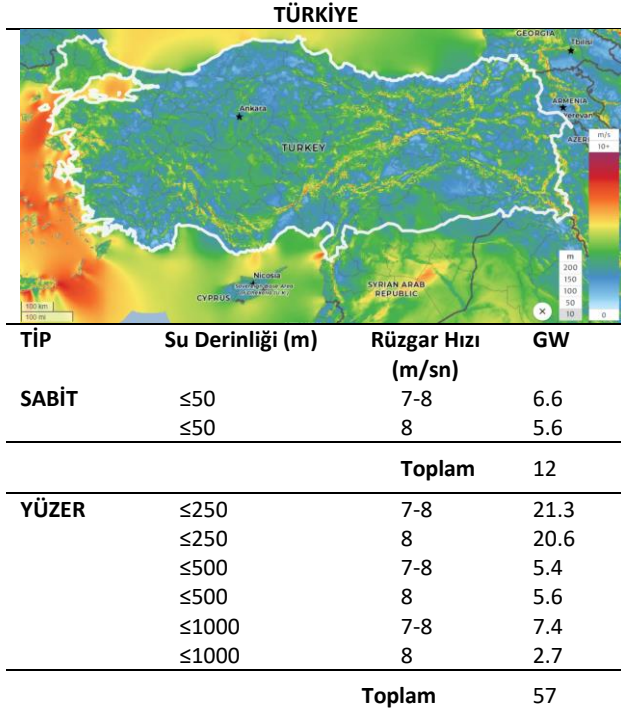 TÜRKİYE
GEORGIA
Tbilisi
Ankara
ARMENIA
Yerevan
TURKEY
AZER
m/s
10+
Nicosia
CYPRUS
SYRIAN ARAB
REPUBLIC
m
200
150
100
50
10
0
100 km
100 mi
TİP Su Derinliği (m) Rüzgar Hızı (m/sn) GW
SABİT ≤50 7-8 6.6
≤50 8 5.6
Toplam 12
YÜZER ≤250 7-8 21.3
≤250 8 20.6
≤500 7-8 5.4
≤500 8 5.6
≤1000 7-8 7.4
≤1000 8 2.7
Toplam 57